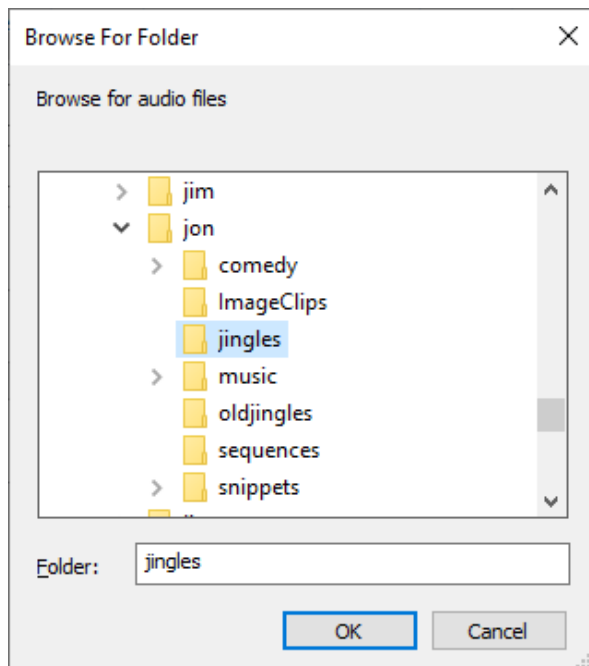 Browse For Folder
Browse for audio files
jim
jon
comedy
ImageClips
jingles
music
oldjingles
sequences
snippets
Folder: jingles
OK Cancel